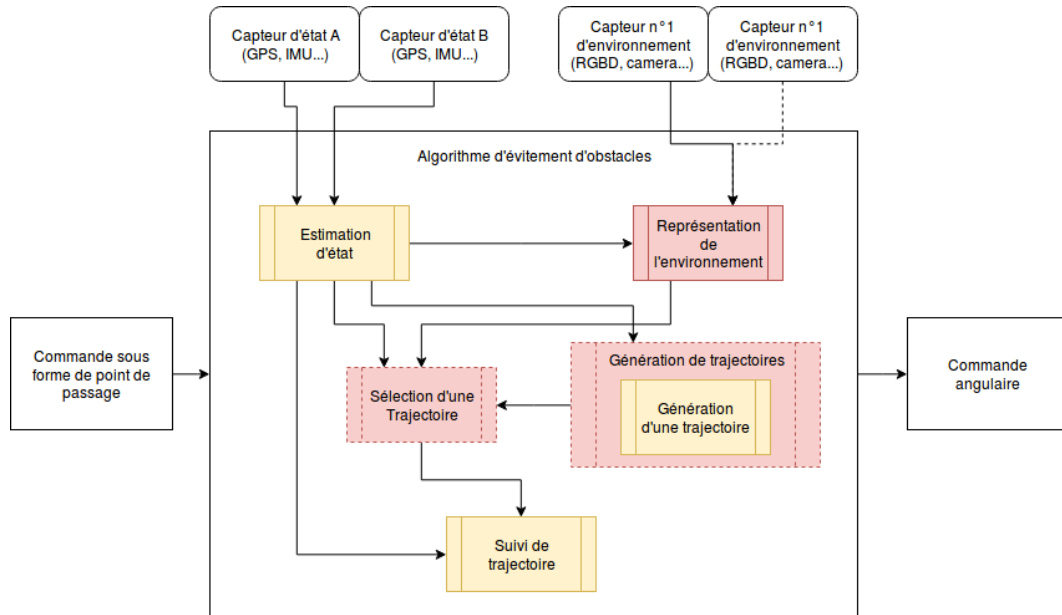 Capteur d'état A
(GPS, IMU...)
Capteur d'état B
(GPS, IMU...)
Capteur n°1
d'environnement
(RGBD, camera...)
Capteur n°1
d'environnement
(RGBD, camera...)
Algorithme d'évitement d'obstacles
Estimation
d'état
Représentation
de
l'environnement
Commande sous
forme de point de
passage
Sélection d'une
Trajectoire
Génération de trajectoires
Génération
d'une trajectoire
Commande
angulaire
Suivi de
trajectoire